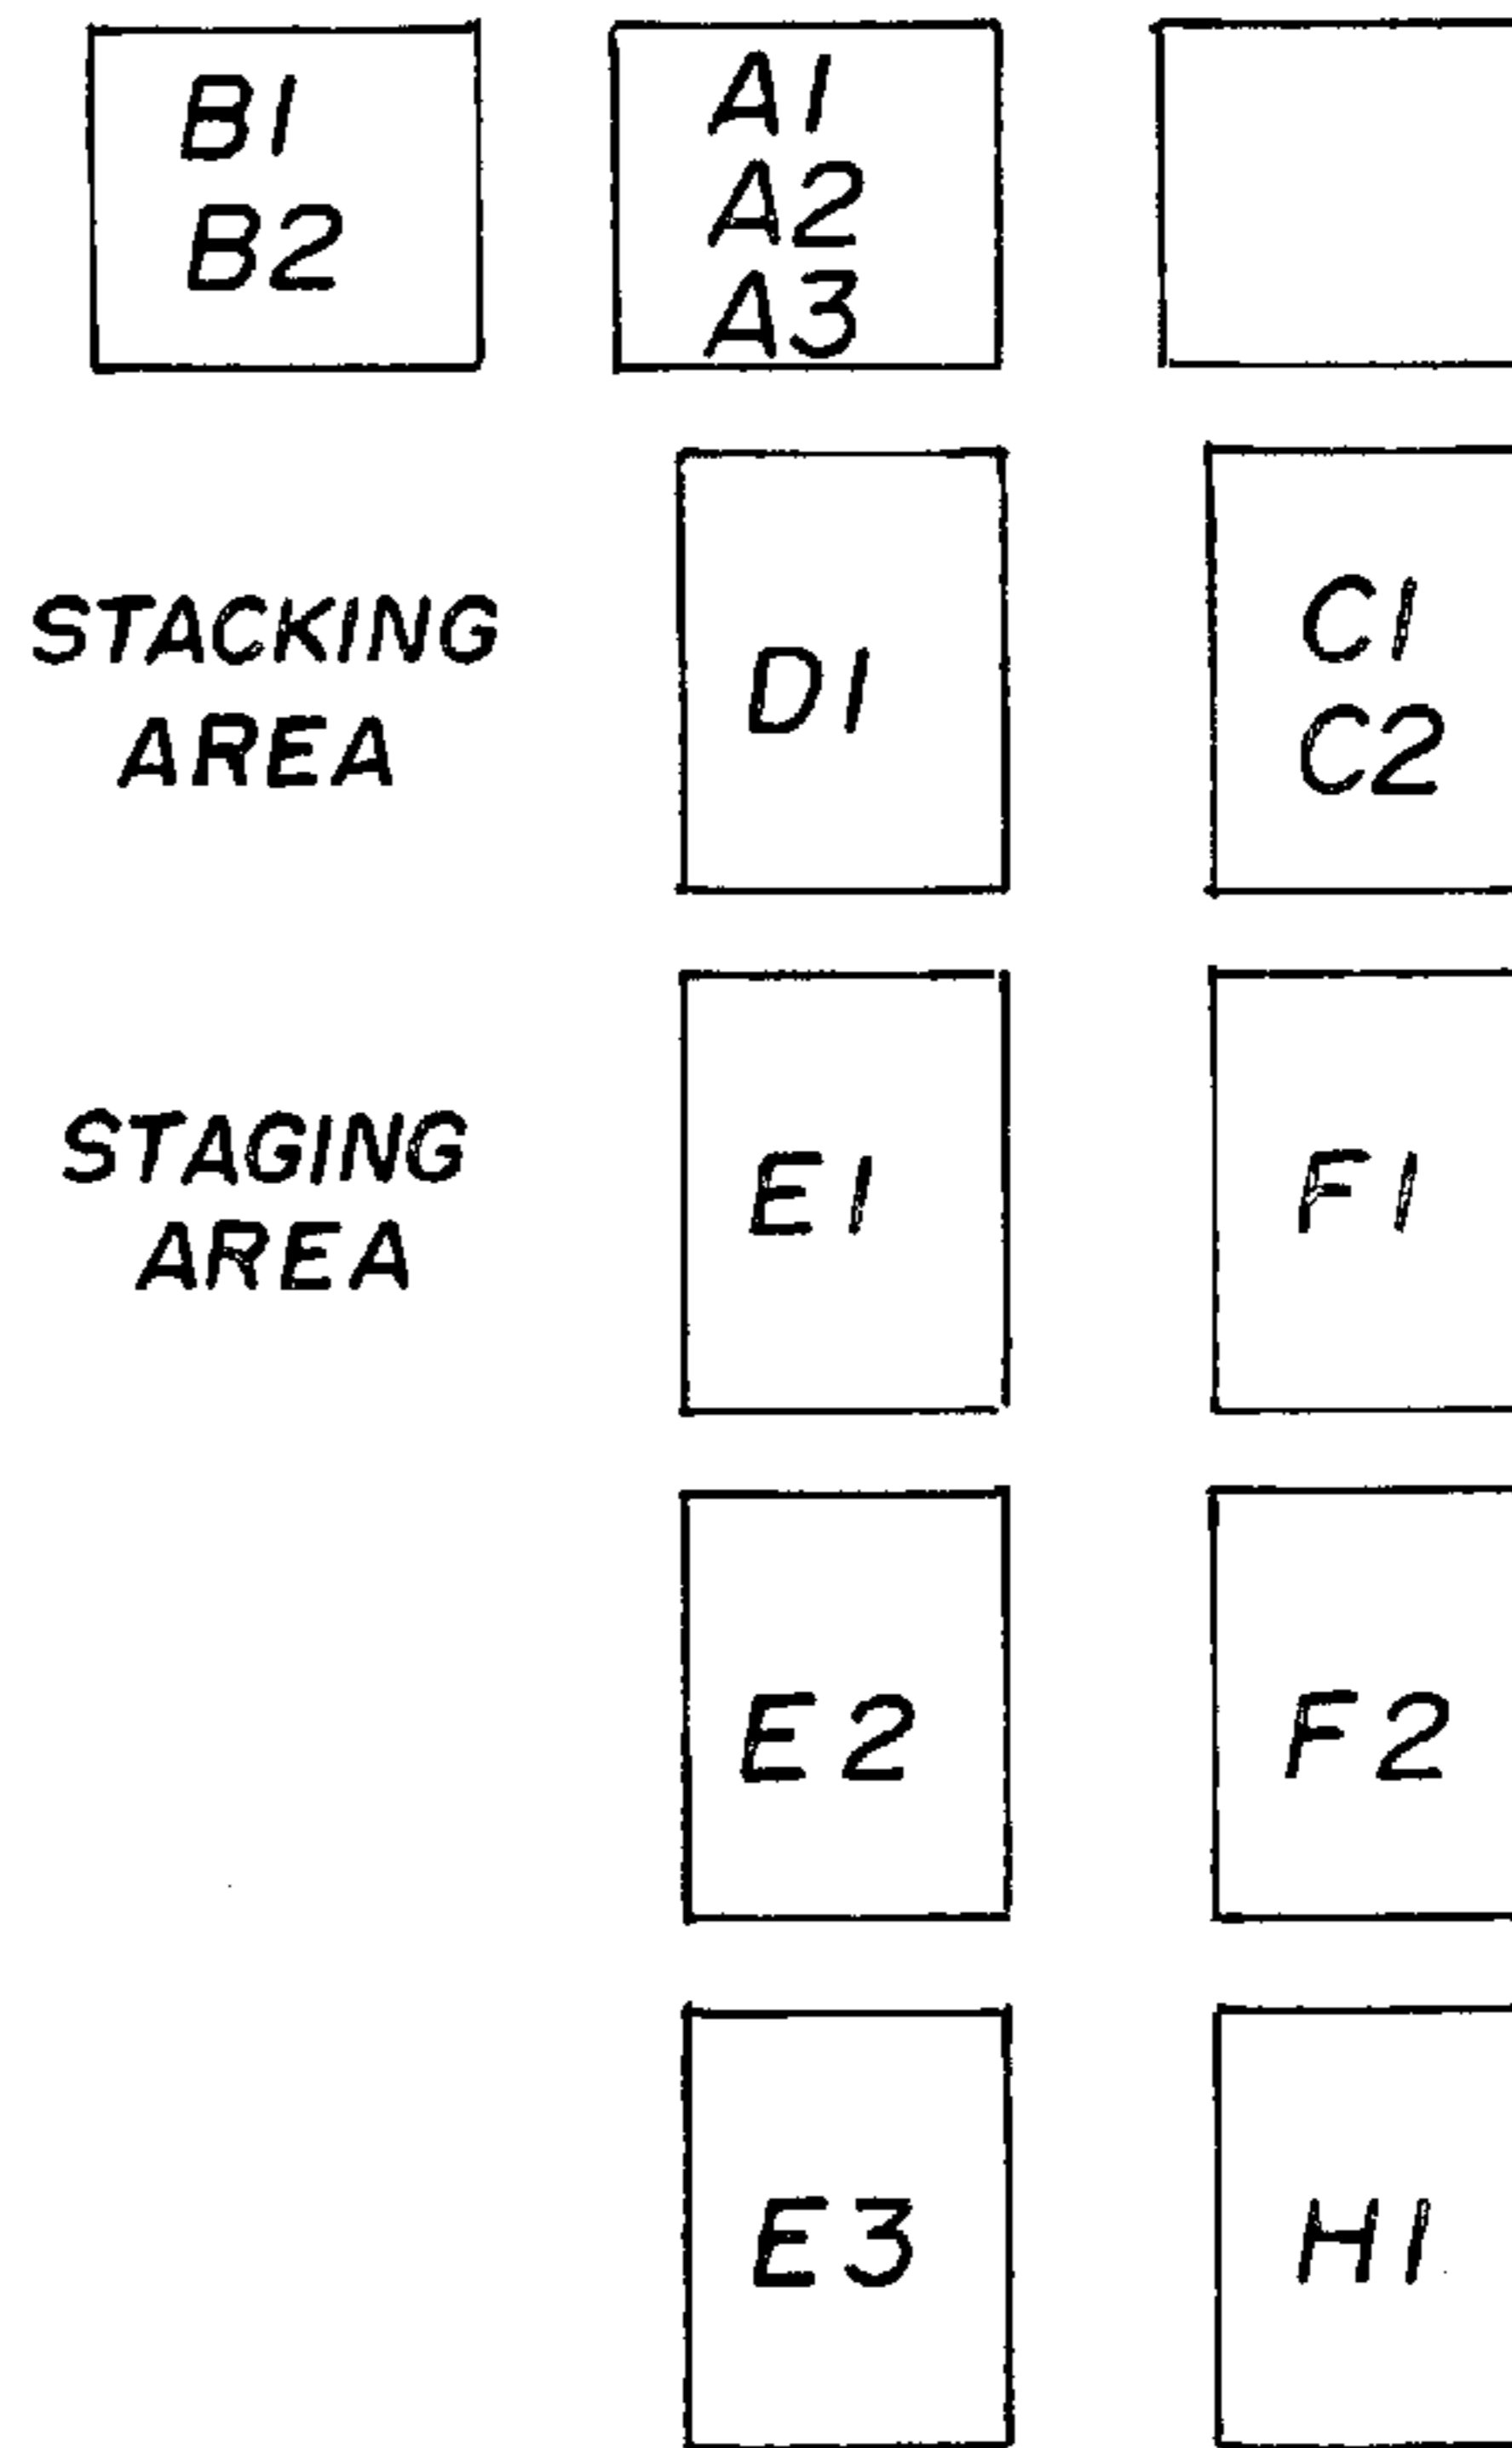 B1
B2
A1
A2
A3
STACKING
AREA
D1
C1
C2
STAGING
AREA
E1
F1
E2
F2
E3
H1